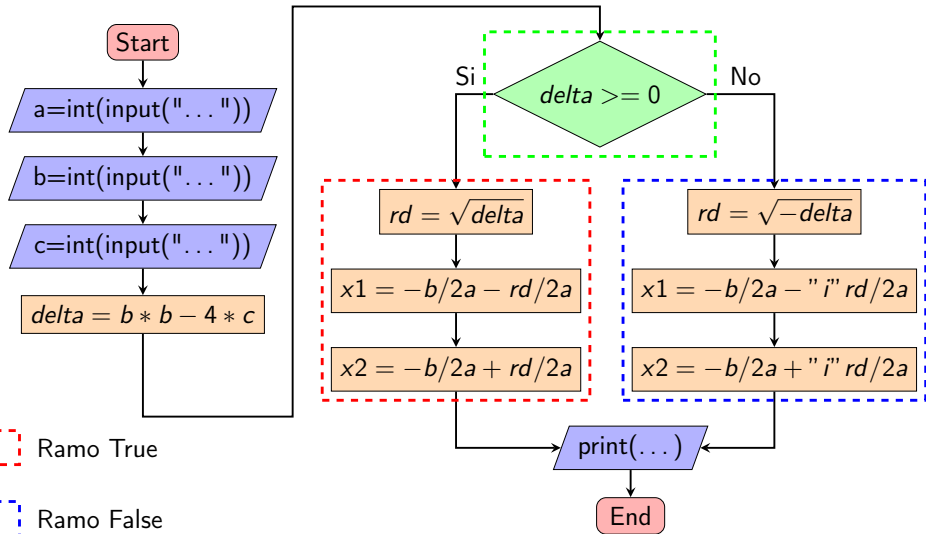 Start
a=int(input("..."))
b=int(input("..."))
c=int(input("..."))
delta = b ∗ b − 4 ∗ c
delta >= 0
Si
No
rd = √delta
x1 = −b/2a − rd/2a
x2 = −b/2a + rd/2a
rd = √−delta
x1 = −b/2a − "i" rd/2a
x2 = −b/2a + "i" rd/2a
print(...)
End
Ramo True
Ramo False